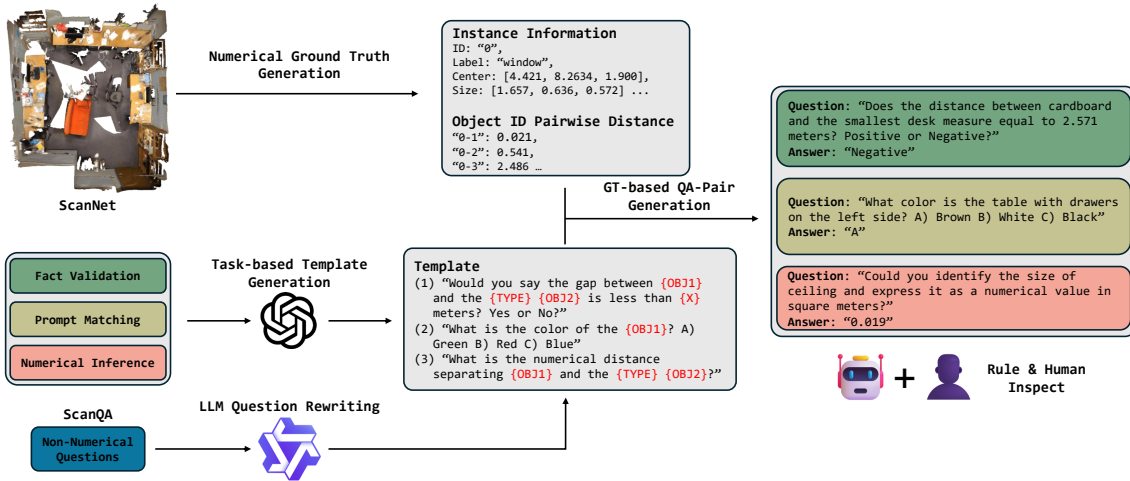 Numerical Ground Truth
Generation
ScanNet
Instance Information
ID: “0”,
Label: “window”,
Center: [4.421, 8.2634, 1.900],
Size: [1.657, 0.636, 0.572] ...
Object ID Pairwise Distance
“0-1”: 0.021,
“0-2”: 0.541,
“0-3”: 2.486 …
GT-based QA-Pair
Generation
Fact Validation
Prompt Matching
Numerical Inference
Task-based Template
Generation
ScanQA
Non-Numerical
Questions
LLM Question Rewriting
Template
(1) “Would you say the gap between {OBJ1}
and the {TYPE} {OBJ2} is less than {X}
meters? Yes or No?”
(2) “What is the color of the {OBJ1}? A)
Green B) Red C) Blue”
(3) “What is the numerical distance
separating {OBJ1} and the {TYPE} {OBJ2}?”
Question: “Does the distance between cardboard
and the smallest desk measure equal to 2.571
meters? Positive or Negative?”
Answer: “Negative”
Question: “What color is the table with drawers
on the left side? A) Brown B) White C) Black”
Answer: “A”
Question: “Could you identify the size of
ceiling and express it as a numerical value in
square meters?”
Answer: “0.019”
+
Rule & Human
Inspect